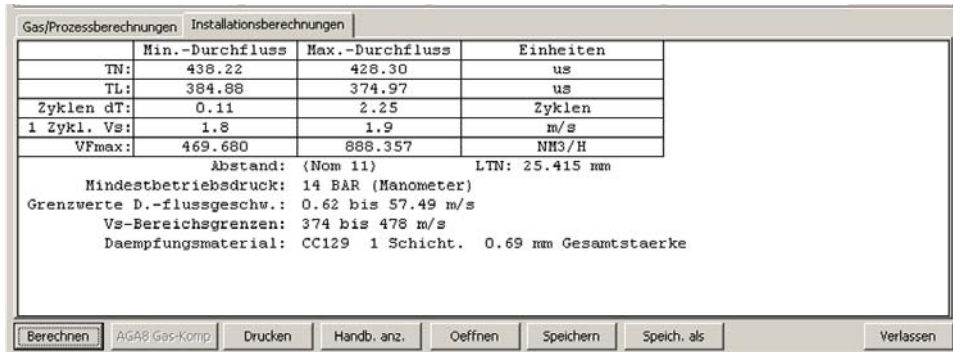 Gas/Prozessberechnungen Installationsberechnungen
Min.-Durchfluss Max.-Durchfluss Einheiten
TN: 438.22 428.30 us
TL: 384.88 374.97 us
Zyklen dT: 0.11 2.25 Zyklen
1 Zykl. Vs: 1.8 1.9 m/s
VFmax: 469.680 888.357 NM3/H
Abstand: (Nom 11) LTN: 25.415 mm
Mindestbetriebsdruck: 14 BAR (Manometer)
Grenzwerte D.-flussgeschw.: 0.62 bis 57.49 m/s
Vs-Bereichsgrenzen: 374 bis 478 m/s
Daempfungsmaterial: CC129 1 Schicht. 0.69 mm Gesamtstaerke
Berechnen AGA8 Gas-Komp Drucken Handb. anz. Oeffnen Speichern Speich. als Verlassen